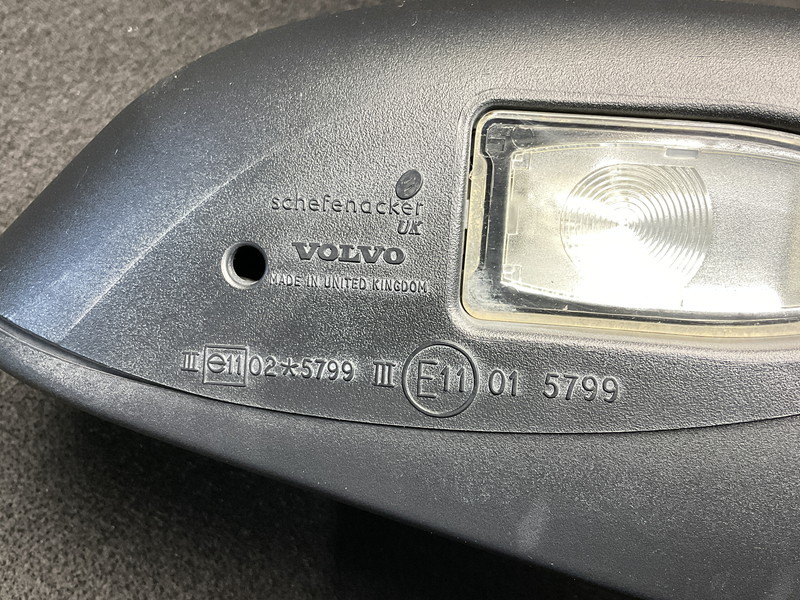 schefenacker
UK
VOLVO
MADE IN UNITED KINGDOM
III e11 02*5799 III E11 01 5799